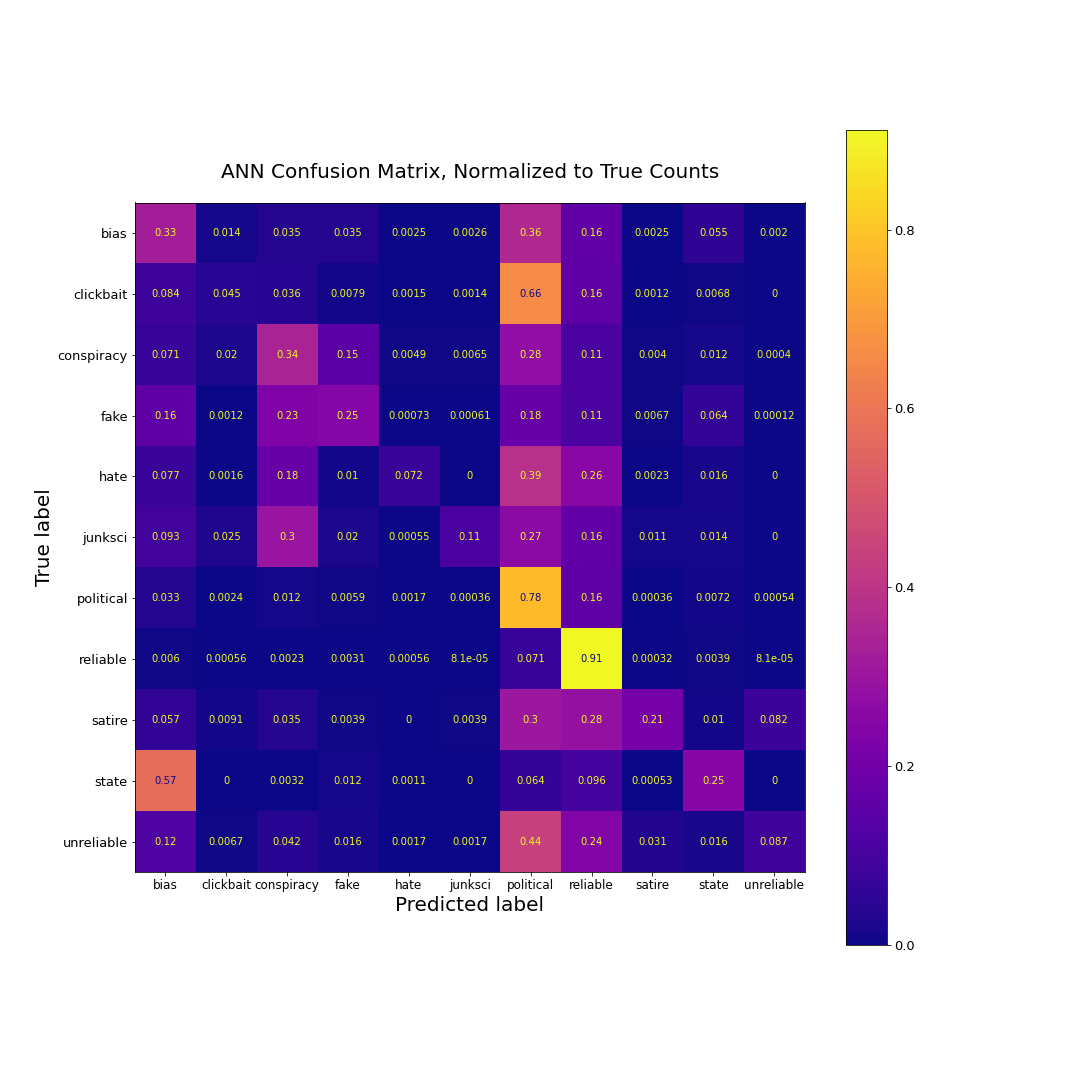 ANN Confusion Matrix, Normalized to True Counts
True label
bias 0.33 0.014 0.035 0.035 0.0025 0.0026 0.36 0.16 0.0025 0.055 0.002
clickbait 0.084 0.045 0.036 0.0079 0.0015 0.0014 0.66 0.16 0.0012 0.0068 0
conspiracy 0.071 0.02 0.34 0.15 0.0049 0.0065 0.28 0.11 0.004 0.012 0.0004
fake 0.16 0.0012 0.23 0.25 0.00073 0.00061 0.18 0.11 0.0067 0.064 0.00012
hate 0.077 0.0016 0.18 0.01 0.072 0 0.39 0.26 0.0023 0.016 0
junksci 0.093 0.025 0.3 0.02 0.00055 0.11 0.27 0.16 0.011 0.014 0
political 0.033 0.0024 0.012 0.0059 0.0017 0.00036 0.78 0.16 0.00036 0.0072 0.00054
reliable 0.006 0.00056 0.0023 0.0031 0.00056 8.1e-05 0.071 0.91 0.00032 0.0039 8.1e-05
satire 0.057 0.0091 0.035 0.0039 0 0.0039 0.3 0.28 0.21 0.01 0.082
state 0.57 0 0.0032 0.012 0.0011 0 0.064 0.096 0.00053 0.25 0
unreliable 0.12 0.0067 0.042 0.016 0.0017 0.0017 0.44 0.24 0.031 0.016 0.087
bias clickbait conspiracy fake hate junksci political reliable satire state unreliable
Predicted label
0.8
0.6
0.4
0.2
0.0